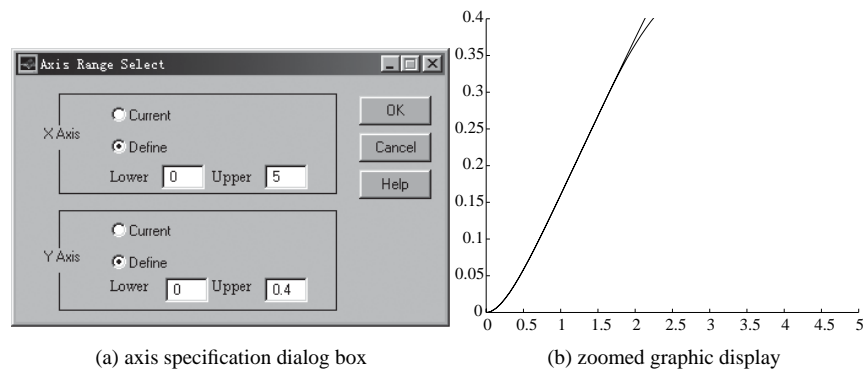 Axis Range Select
X Axis
Current
Define
Lower 0 Upper 5
OK
Cancel
Help
Y Axis
Current
Define
Lower 0 Upper 0.4
(a) axis specification dialog box
0.4
0.35
0.3
0.25
0.2
0.15
0.1
0.05
0
0 0.5 1 1.5 2 2.5 3 3.5 4 4.5 5
(b) zoomed graphic display